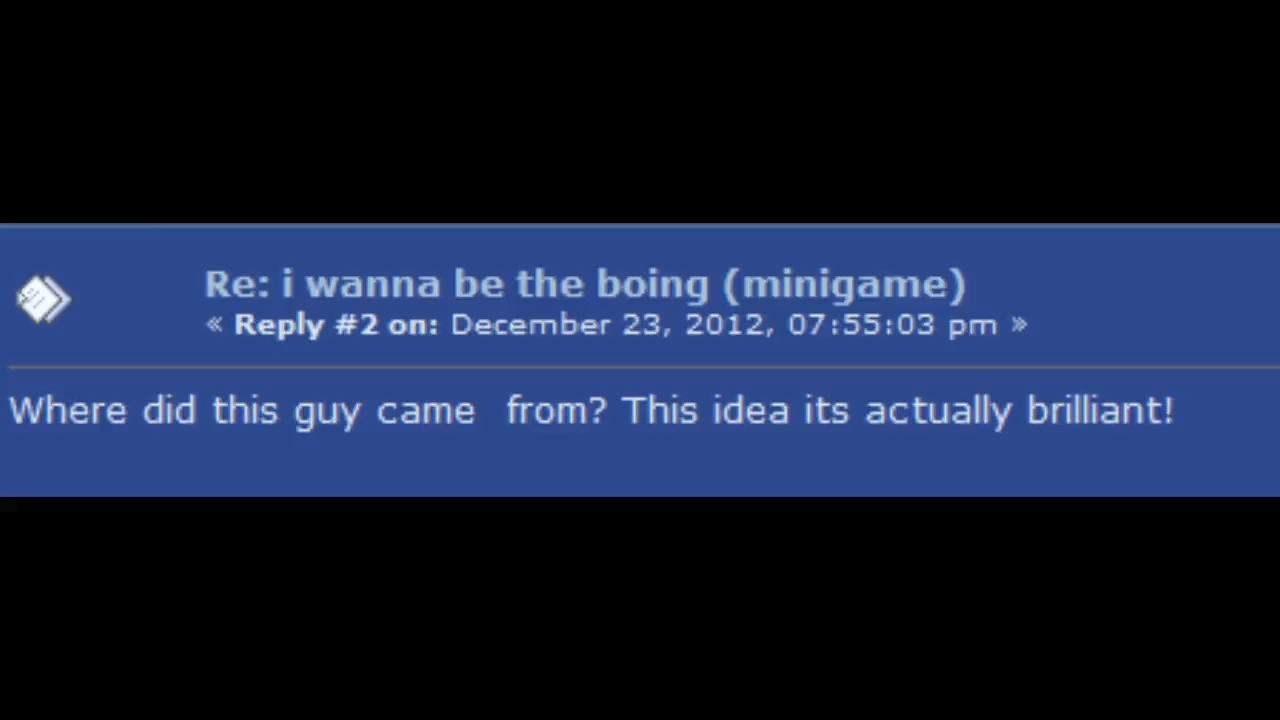 Re: i wanna be the boing (minigame)
« Reply #2 on: December 23, 2012, 07:55:03 pm »
Where did this guy came  from? This idea its actually brilliant!